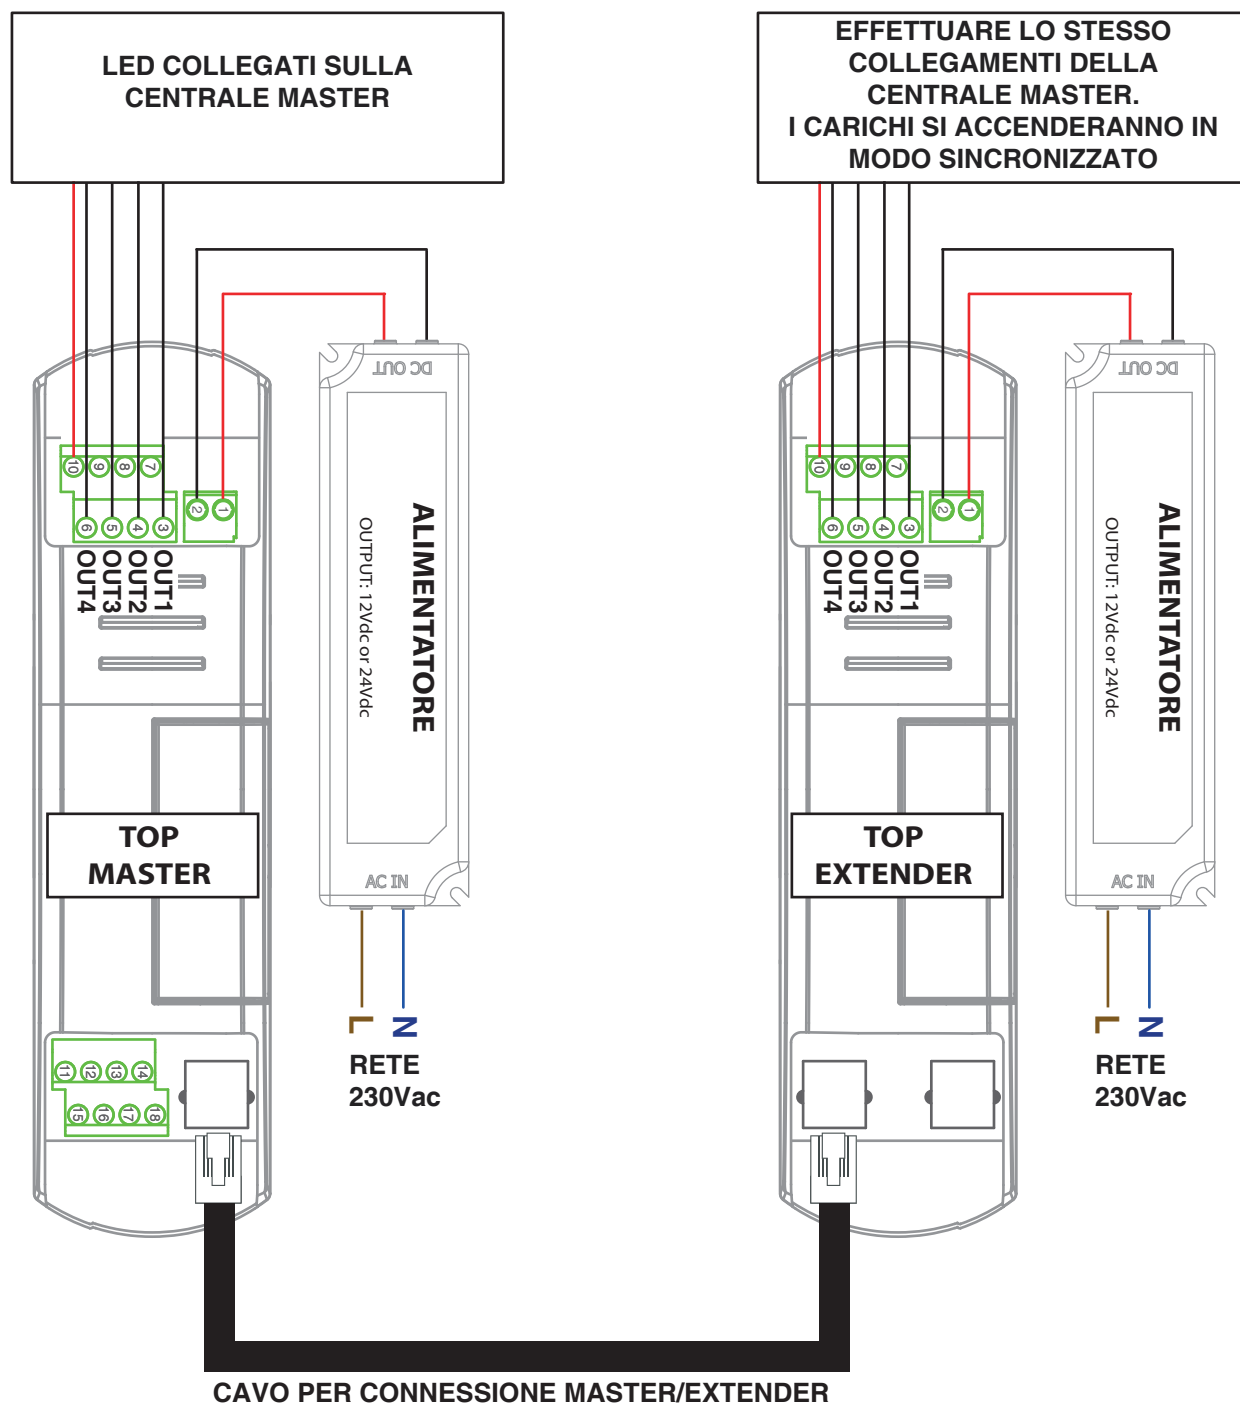 LED COLLEGATI SULLA
CENTRALE MASTER
EFFETTUARE LO STESSO
COLLEGAMENTI DELLA
CENTRALE MASTER.
I CARICHI SI ACCENDERANNO IN
MODO SINCRONIZZATO
DC OUT
10 9 8 7
6 5 4 3
2 1
OUT4
OUT3
OUT2
OUT1
ALIMENTATORE
OUTPUT: 12Vdc or 24Vdc
TOP
MASTER
AC IN
L N
RETE
230Vac
11 12 13 14
15 16 17 18
DC OUT
10 9 8 7
6 5 4 3
2 1
OUT4
OUT3
OUT2
OUT1
ALIMENTATORE
OUTPUT: 12Vdc or 24Vdc
TOP
EXTENDER
AC IN
L N
RETE
230Vac
CAVO PER CONNESSIONE MASTER/EXTENDER